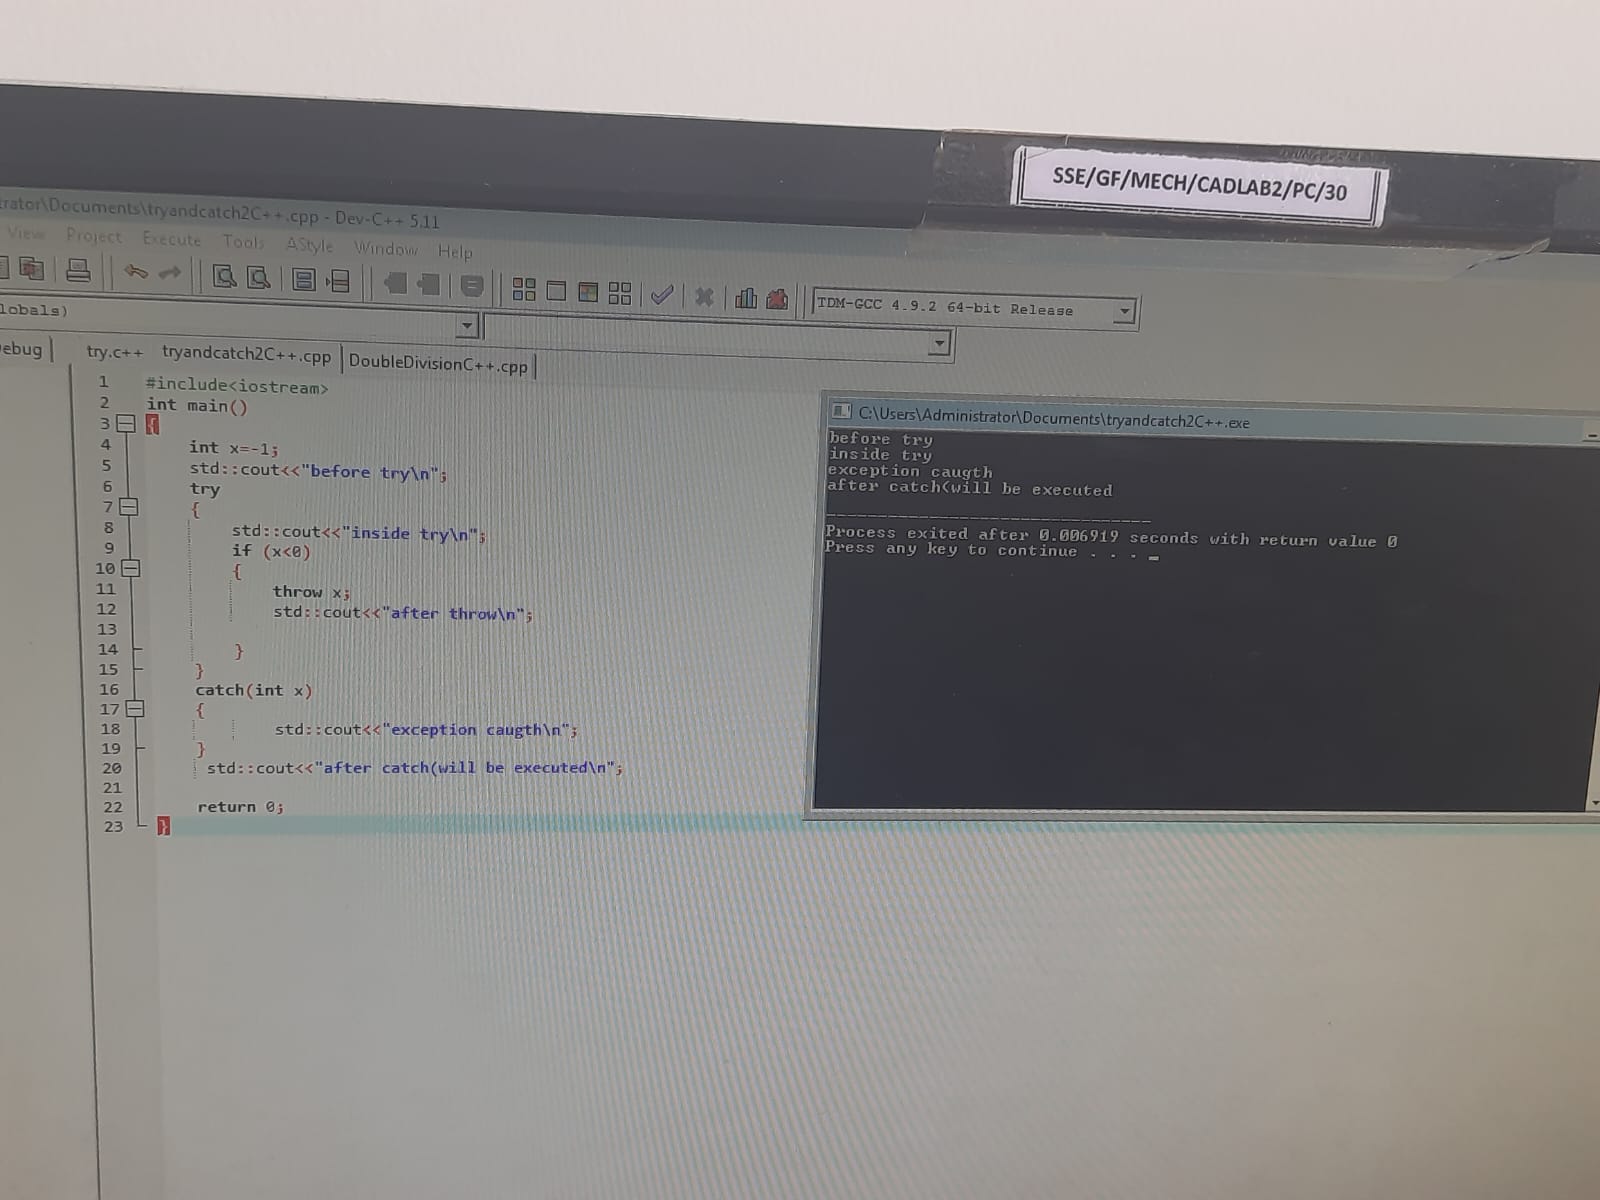 SSE/GF/MECH/CADLAB2/PC/30
rator\Documents\tryandcatch2C++.cpp - Dev-C++ 5.11
View Project Execute Tools AStyle Window Help
TDM-GCC 4.9.2 64-bit Release
lobals)
ebug try.c++ tryandcatch2C++.cpp DoubleDivisionC++.cpp
1 #include<iostream>
2 int main()
3 {
4 int x=-1;
5 std::cout<<"before try\n";
6 try
7 {
8 std::cout<<"inside try\n";
9 if (x<0)
10 {
11 throw x;
12 std::cout<<"after throw\n";
13
14 }
15 }
16 catch(int x)
17 {
18 std::cout<<"exception caugth\n";
19 }
20 std::cout<<"after catch(will be executed\n";
21
22 return 0;
23 }
C:\Users\Administrator\Documents\tryandcatch2C++.exe
before try
inside try
exception caugth
after catch(will be executed
--------------------------------
Process exited after 0.006919 seconds with return value 0
Press any key to continue . . . _